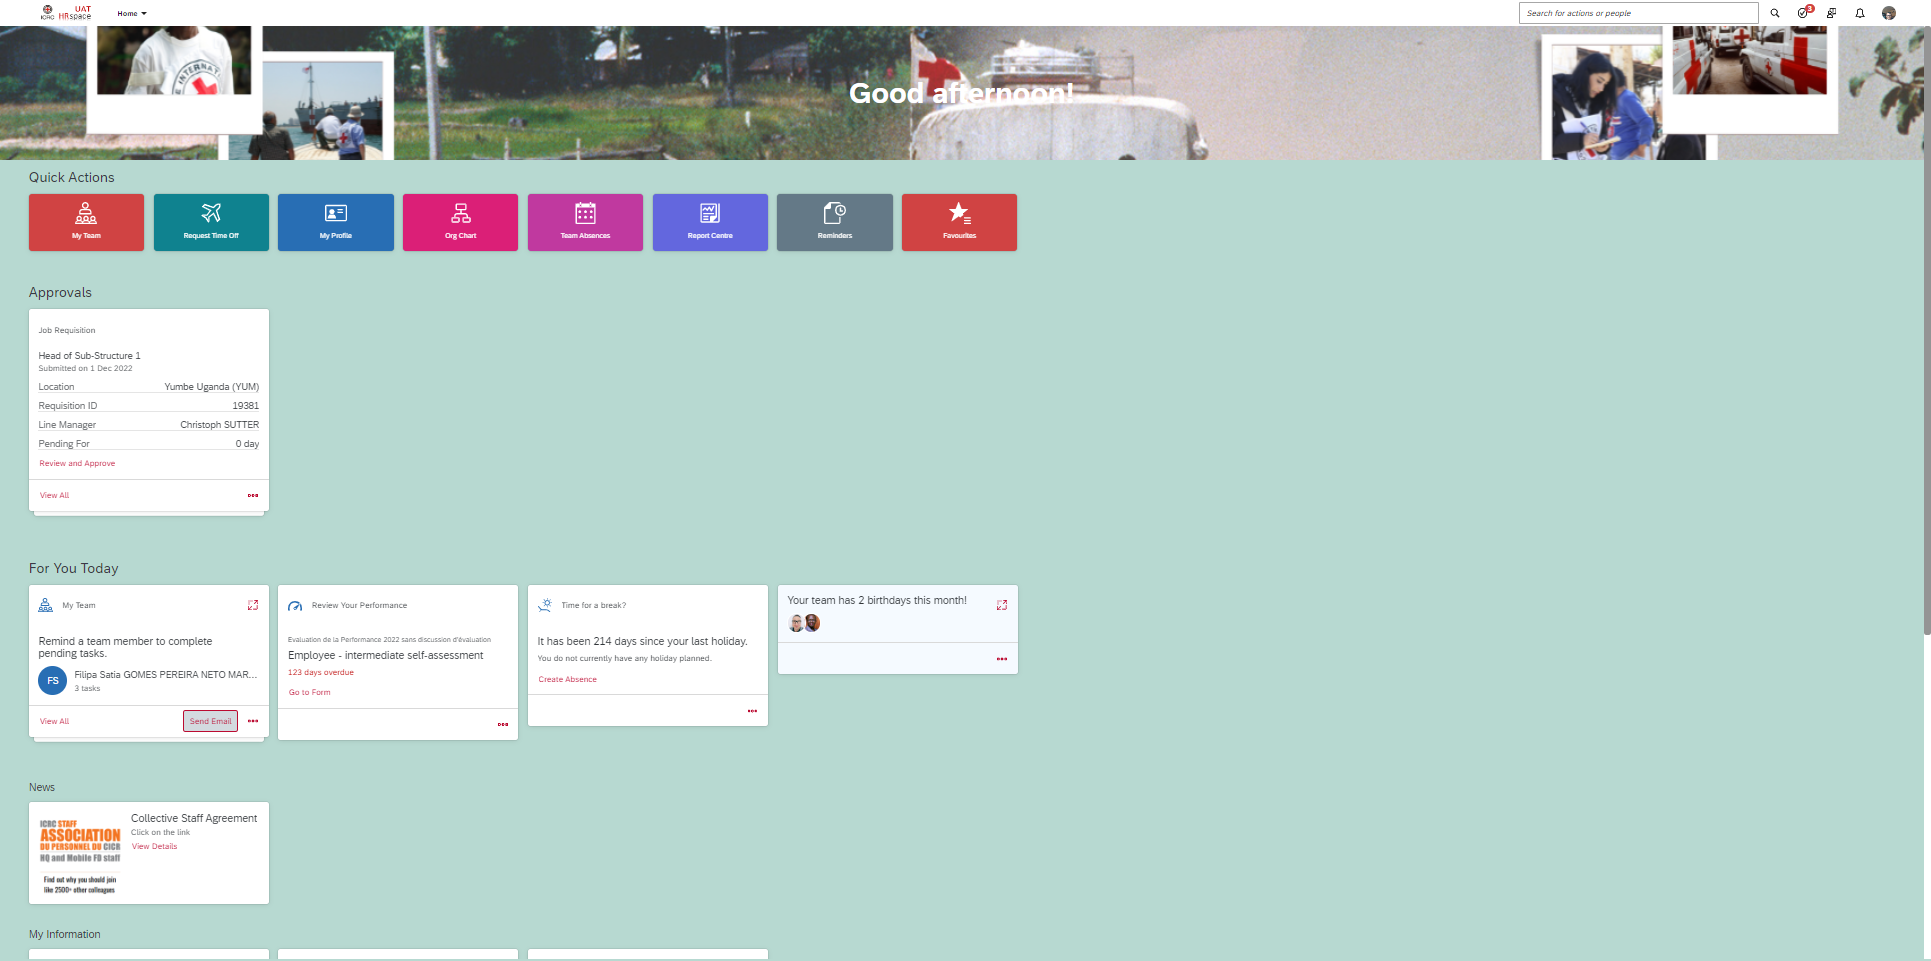 ICRC
UAT
HRspace
Home
Search for actions or people
3
INTERNAT
Good afternoon!
Quick Actions
My Team
Request Time Off
My Profile
Org Chart
Team Absences
Report Centre
Reminders
Favourites
Approvals
Job Requisition
Head of Sub-Structure 1
Submitted on 1 Dec 2022
Location Yumbe Uganda (YUM)
Requisition ID 19381
Line Manager Christoph SUTTER
Pending For 0 day
Review and Approve
View All
For You Today
My Team
Remind a team member to complete
pending tasks.
FS
Filipa Satia GOMES PEREIRA NETO MAR...
3 tasks
View All
Send Email
Review Your Performance
Evaluation de la Performance 2022 sans discussion d'évaluation
Employee - intermediate self-assessment
123 days overdue
Go to Form
Time for a break?
It has been 214 days since your last holiday.
You do not currently have any holiday planned.
Create Absence
Your team has 2 birthdays this month!
News
ICRC STAFF
ASSOCIATION
DU PERSONNEL DU CICR
HQ and Mobile FD staff
Find out why you should join
like 2500+ other colleagues
Collective Staff Agreement
Click on the link
View Details
My Information